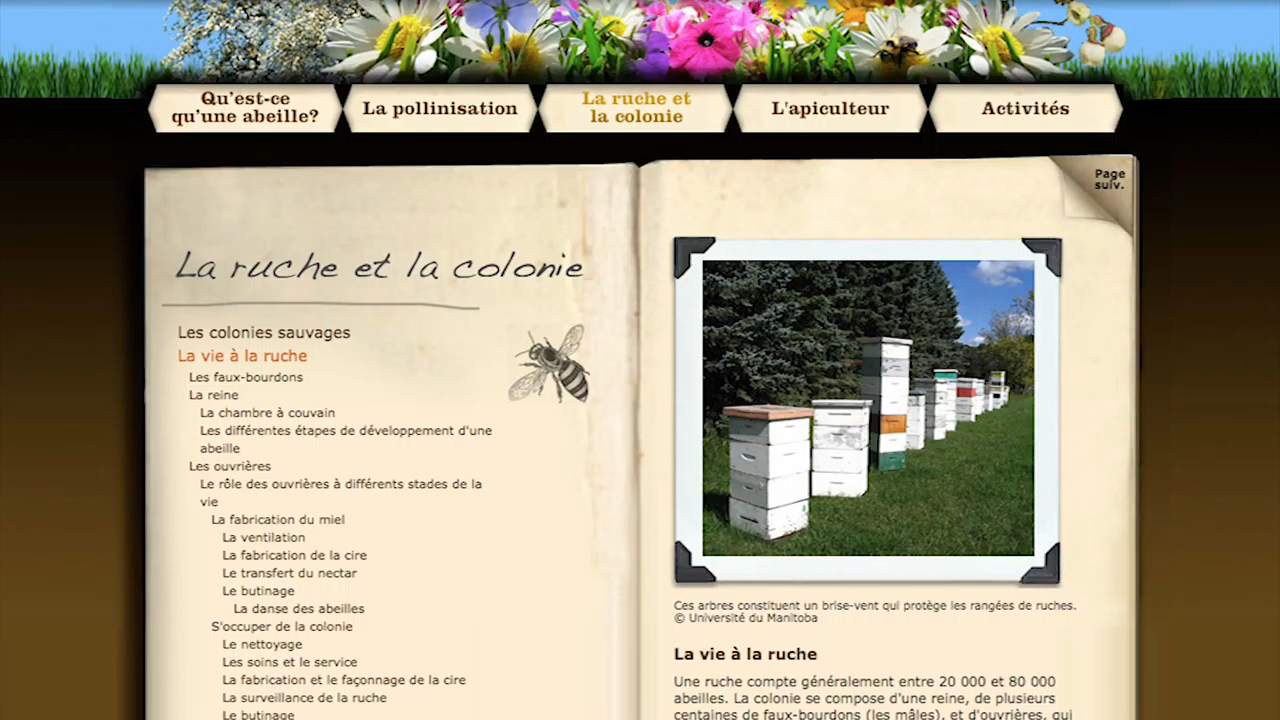 Qu'est-ce
qu'une abeille?
La pollinisation
La ruche et
la colonie
L'apiculteur
Activités
Page
suiv.
La ruche et la colonie
Les colonies sauvages
La vie à la ruche
Les faux-bourdons
La reine
La chambre à couvain
Les différentes étapes de développement d'une
abeille
Les ouvrières
Le rôle des ouvrières à différents stades de la
vie
La fabrication du miel
La ventilation
La fabrication de la cire
Le transfert du nectar
Le butinage
La danse des abeilles
S'occuper de la colonie
Le nettoyage
Les soins et le service
La fabrication et le façonnage de la cire
La surveillance de la ruche
Le butinage
Ces arbres constituent un brise-vent qui protège les rangées de ruches.
© Université du Manitoba
La vie à la ruche
Une ruche compte généralement entre 20 000 et 80 000
abeilles. La colonie se compose d'une reine, de plusieurs
centaines de faux-bourdons (les mâles), et d'ouvrières, qui